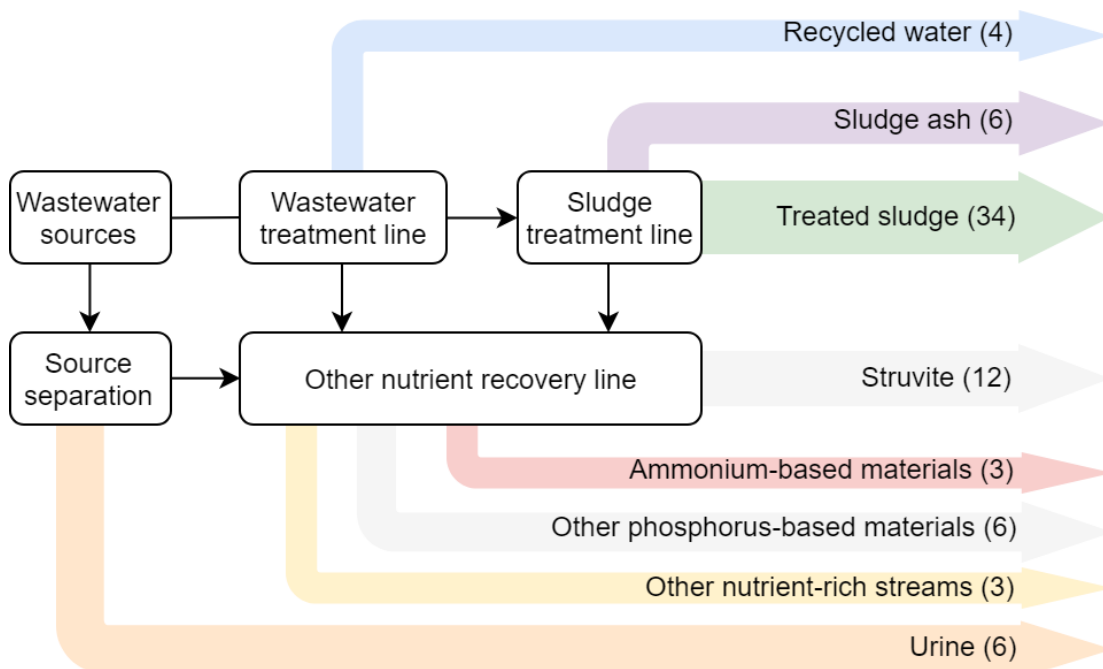 Recycled water (4)
Sludge ash (6)
Wastewater
sources
Wastewater
treatment line
Sludge
treatment line
Treated sludge (34)
Source
separation
Other nutrient recovery line
Struvite (12)
Ammonium-based materials (3)
Other phosphorus-based materials (6)
Other nutrient-rich streams (3)
Urine (6)